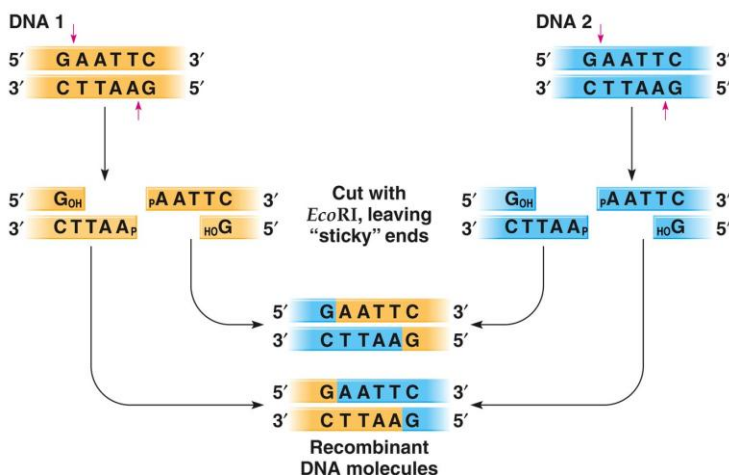 DNA 1
5′ GAATTC 3′
3′ CTTAAG 5′
DNA 2
5′ GAATTC 3′
3′ CTTAAG 5′
5′ GOH PAATTC 3′
3′ CTTAAP HOG 5′
Cut with
EcoRI, leaving
“sticky” ends
5′ GOH PAATTC 3′
3′ CTTAAP HOG 5′
5′ GAATTC 3′
3′ CTTAAG 5′
5′ GAATTC 3′
3′ CTTAAG 5′
Recombinant
DNA molecules